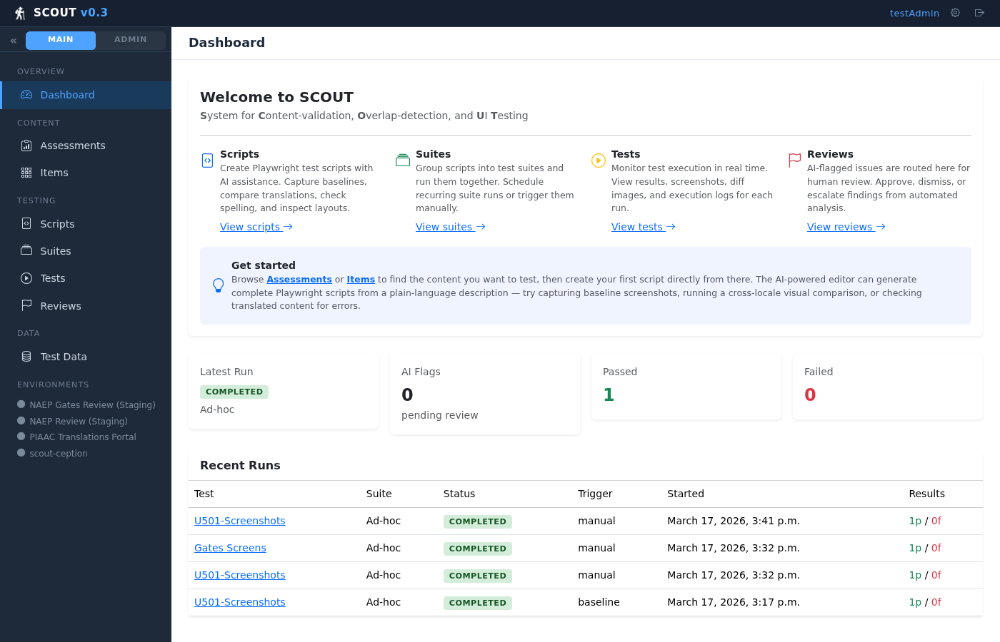 SCOUT v0.3
testAdmin
« MAIN ADMIN
OVERVIEW
Dashboard
CONTENT
Assessments
Items
TESTING
Scripts
Suites
Tests
Reviews
DATA
Test Data
ENVIRONMENTS
NAEP Gates Review (Staging)
NAEP Review (Staging)
PIAAC Translations Portal
scout-ception
Dashboard
Welcome to SCOUT
System for Content-validation, Overlap-detection, and UI Testing
Scripts
Create Playwright test scripts with
AI assistance. Capture baselines,
compare translations, check
spelling, and inspect layouts.
View scripts →
Suites
Group scripts into test suites and
run them together. Schedule
recurring suite runs or trigger them
manually.
View suites →
Tests
Monitor test execution in real time.
View results, screenshots, diff
images, and execution logs for each
run.
View tests →
Reviews
AI-flagged issues are routed here for
human review. Approve, dismiss, or
escalate findings from automated
analysis.
View reviews →
Get started
Browse Assessments or Items to find the content you want to test, then create your first script directly from there. The AI-powered editor can generate
complete Playwright scripts from a plain-language description — try capturing baseline screenshots, running a cross-locale visual comparison, or checking
translated content for errors.
Latest Run
COMPLETED
Ad-hoc
AI Flags
0
pending review
Passed
1
Failed
0
Recent Runs
Test Suite Status Trigger Started Results
U501-Screenshots Ad-hoc COMPLETED manual March 17, 2026, 3:41 p.m. 1p / 0f
Gates Screens Ad-hoc COMPLETED manual March 17, 2026, 3:32 p.m. 1p / 0f
U501-Screenshots Ad-hoc COMPLETED manual March 17, 2026, 3:32 p.m. 1p / 0f
U501-Screenshots Ad-hoc COMPLETED baseline March 17, 2026, 3:17 p.m. 1p / 0f